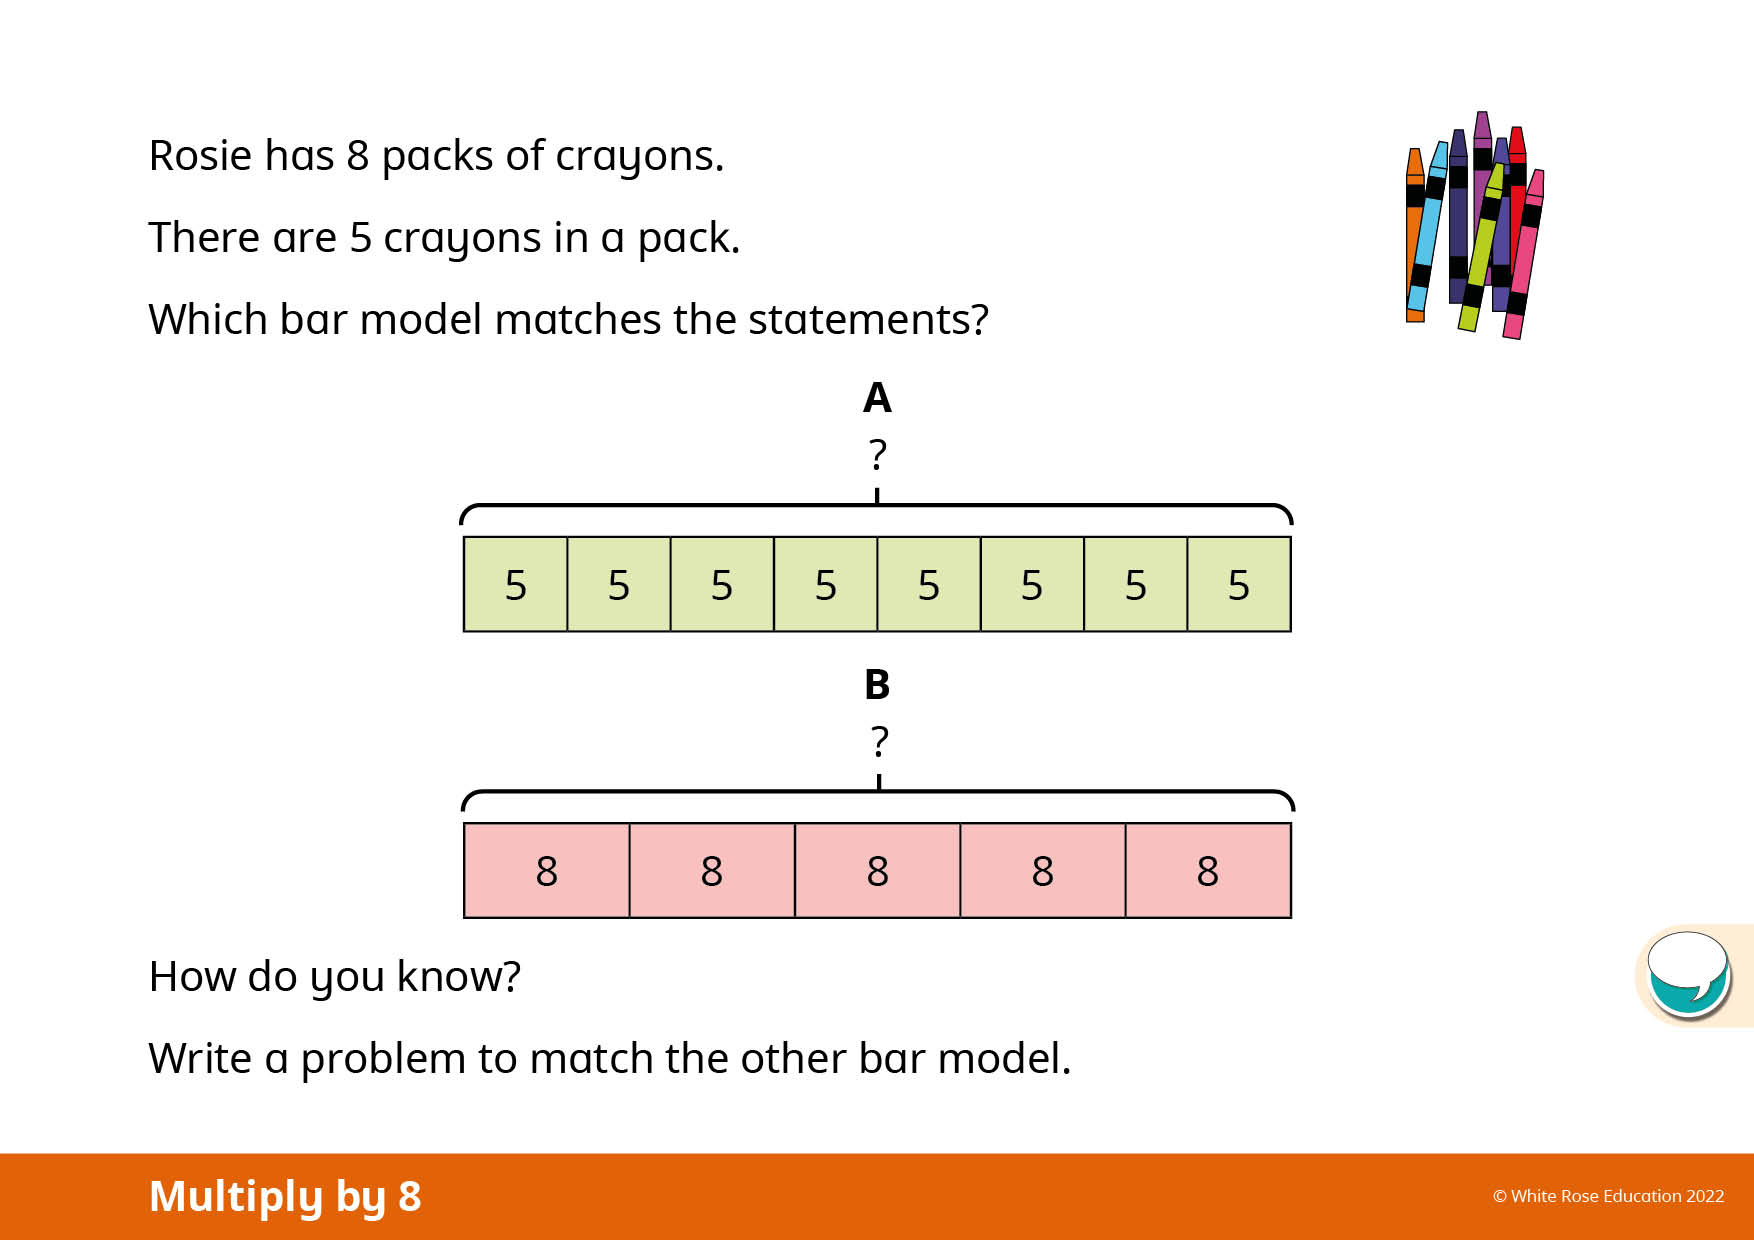 Rosie has 8 packs of crayons.
There are 5 crayons in a pack.
Which bar model matches the statements?
A
?
5 5 5 5 5 5 5 5
B
?
8 8 8 8 8
How do you know?
Write a problem to match the other bar model.
Multiply by 8
© White Rose Education 2022